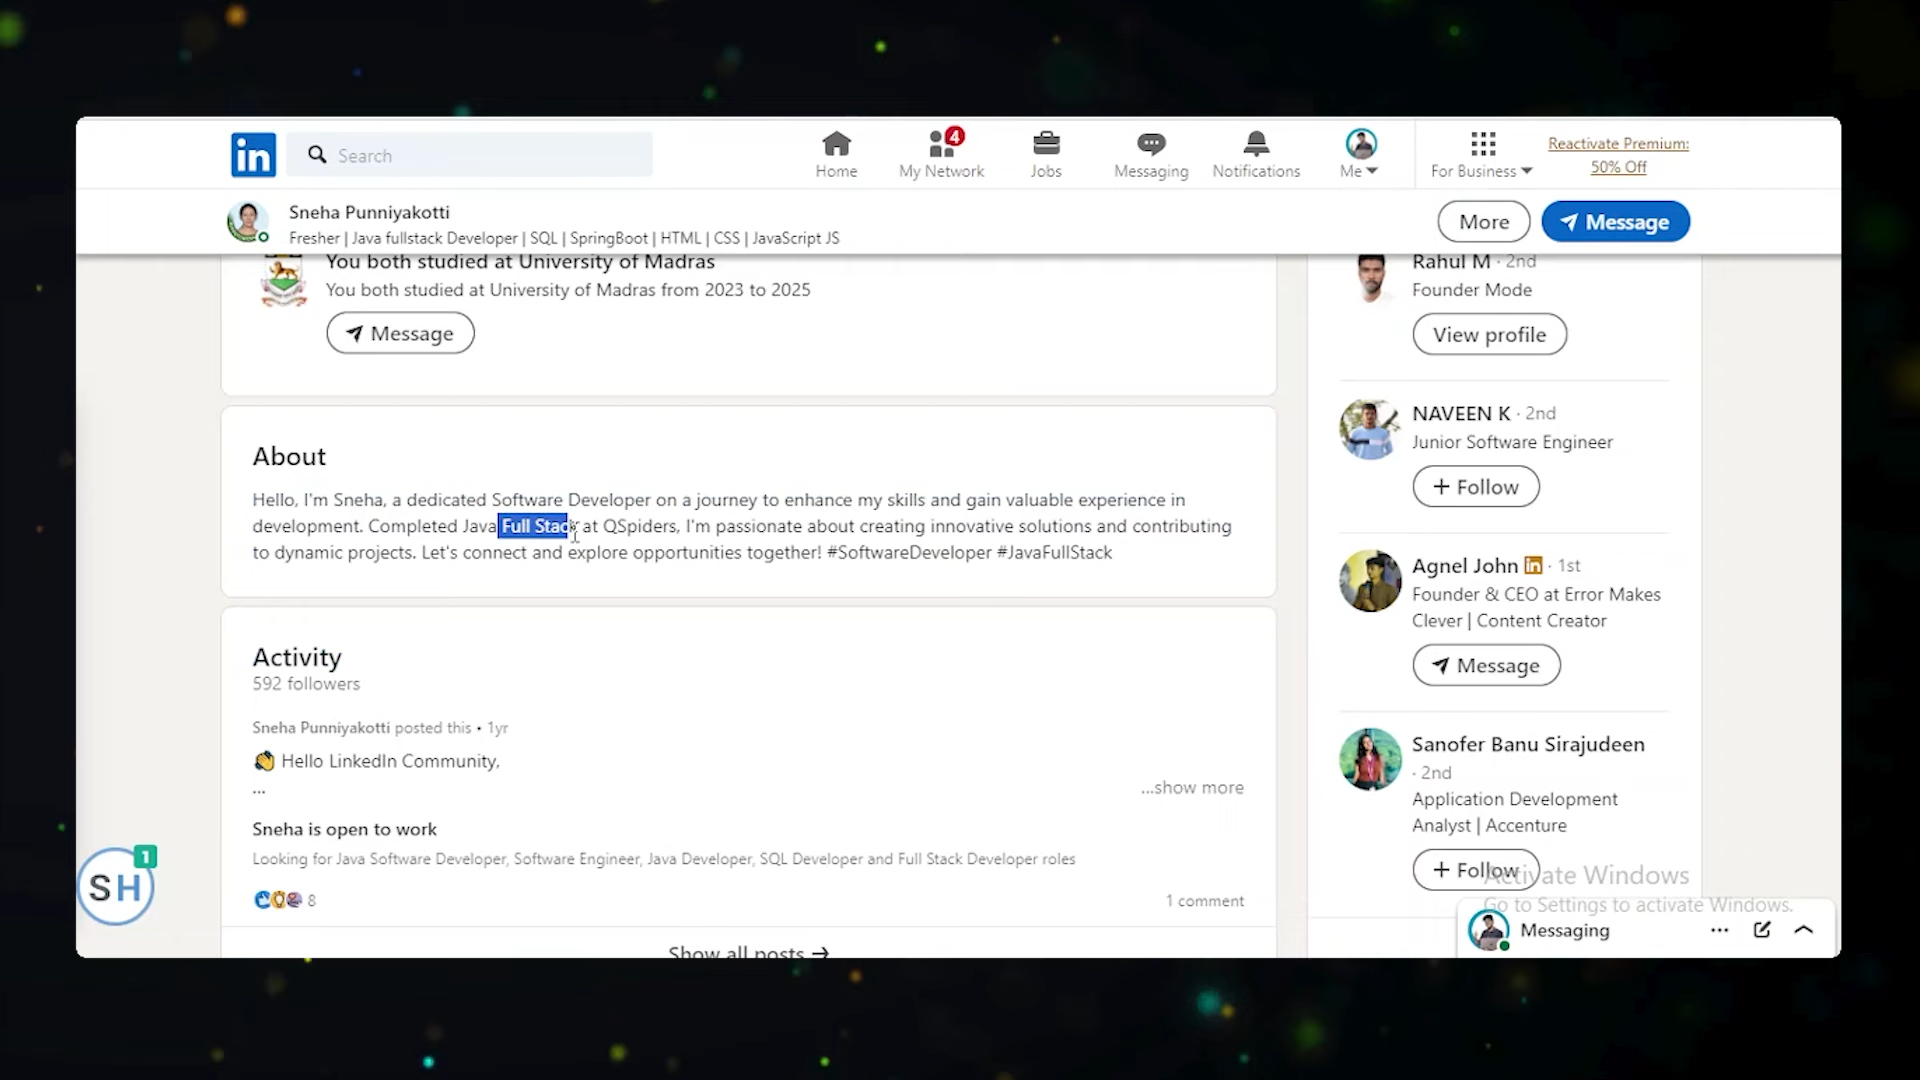 in
Search
Home
4
My Network
Jobs
Messaging
Notifications
Me
For Business
Reactivate Premium:
50% Off
Sneha Punniyakotti
Fresher | Java fullstack Developer | SQL | SpringBoot | HTML | CSS | JavaScript JS
More
Message
You both studied at University of Madras
You both studied at University of Madras from 2023 to 2025
Message
About
Hello, I'm Sneha, a dedicated Software Developer on a journey to enhance my skills and gain valuable experience in
development. Completed Java Full Stack at QSpiders, I'm passionate about creating innovative solutions and contributing
to dynamic projects. Let's connect and explore opportunities together! #SoftwareDeveloper #JavaFullStack
Activity
592 followers
Sneha Punniyakotti posted this • 1yr
Hello LinkedIn Community,
...
...show more
Sneha is open to work
Looking for Java Software Developer, Software Engineer, Java Developer, SQL Developer and Full Stack Developer roles
8
1 comment
Show all posts →
Rahul M · 2nd
Founder Mode
View profile
NAVEEN K · 2nd
Junior Software Engineer
+ Follow
Agnel John in · 1st
Founder & CEO at Error Makes
Clever | Content Creator
Message
Sanofer Banu Sirajudeen
· 2nd
Application Development
Analyst | Accenture
+ Follow
Activate Windows
Go to Settings to activate Windows.
Messaging
SH
1